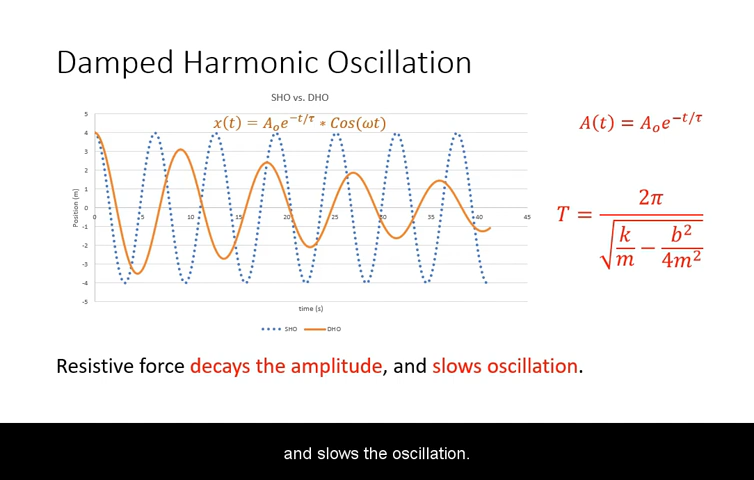 Damped Harmonic Oscillation
SHO vs. DHO
x(t) = A_o e^{-t/τ} * Cos(ωt)
A(t) = A_o e^{-t/τ}
5
4
3
2
1
0
-1
-2
-3
-4
-5
Position (m)
0 5 10 15 20 25 30 35 40 45
time (s)
SHO DHO
T = 2π / √(k/m − b²/4m²)
Resistive force decays the amplitude, and slows oscillation.
and slows the oscillation.